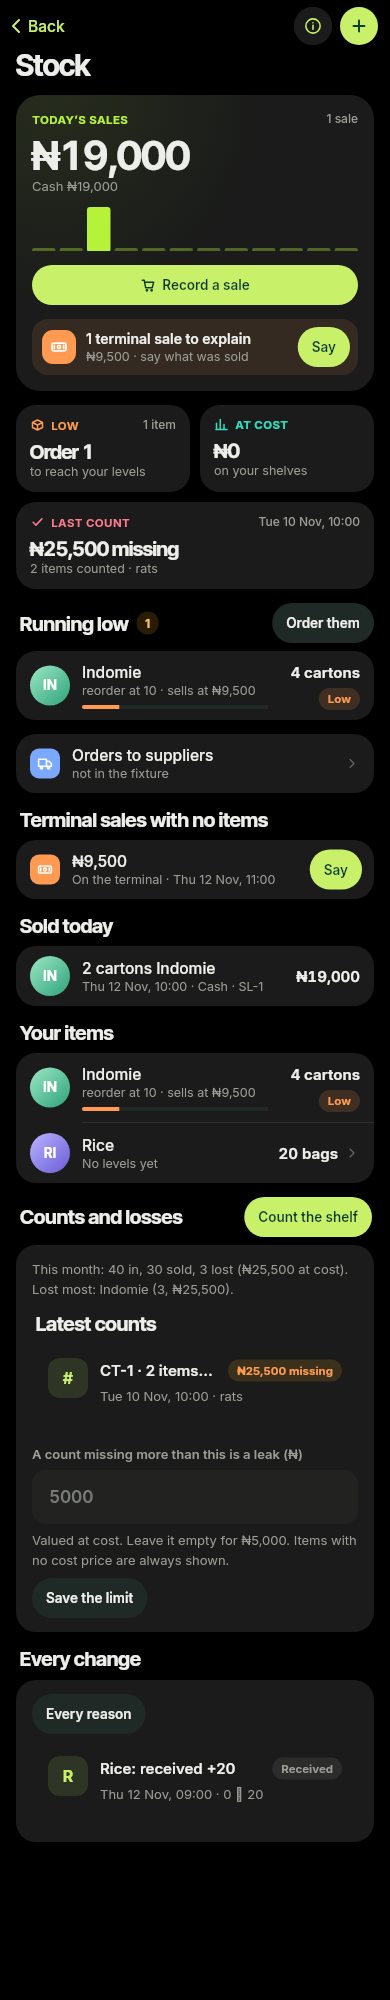 Back
Stock
TODAY'S SALES
1 sale
₦19,000
Cash ₦19,000
Record a sale
1 terminal sale to explain
₦9,500 · say what was sold
Say
LOW
1 item
Order 1
to reach your levels
AT COST
₦0
on your shelves
LAST COUNT
Tue 10 Nov, 10:00
₦25,500 missing
2 items counted · rats
Running low 1
Order them
IN
Indomie
reorder at 10 · sells at ₦9,500
4 cartons
Low
Orders to suppliers
not in the fixture
Terminal sales with no items
₦9,500
On the terminal · Thu 12 Nov, 11:00
Say
Sold today
IN
2 cartons Indomie
Thu 12 Nov, 10:00 · Cash · SL-1
₦19,000
Your items
IN
Indomie
reorder at 10 · sells at ₦9,500
4 cartons
Low
RI
Rice
No levels yet
20 bags
Counts and losses
Count the shelf
This month: 40 in, 30 sold, 3 lost (₦25,500 at cost).
Lost most: Indomie (3, ₦25,500).
Latest counts
#
CT-1 · 2 items...
₦25,500 missing
Tue 10 Nov, 10:00 · rats
A count missing more than this is a leak (₦)
5000
Valued at cost. Leave it empty for ₦5,000. Items with
no cost price are always shown.
Save the limit
Every change
Every reason
R
Rice: received +20
Received
Thu 12 Nov, 09:00 · 0 20